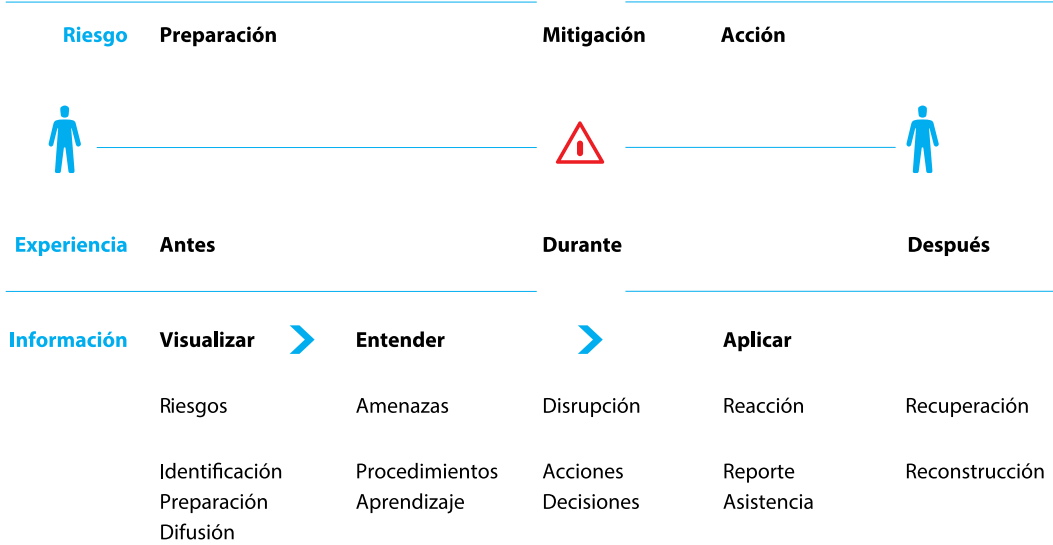 Riesgo Preparación Mitigación Acción
Experiencia Antes Durante Después
Información Visualizar Entender Aplicar
Riesgos Amenazas Disrupción Reacción Recuperación
Identificación Procedimientos Acciones Reporte Reconstrucción
Preparación Aprendizaje Decisiones Asistencia
Difusión